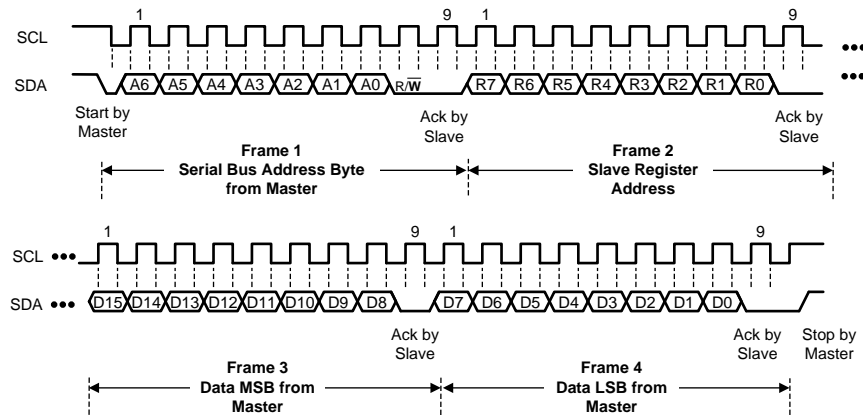 1 9 1 9
SCL •••
SDA A6 A5 A4 A3 A2 A1 A0 R/W̅ R7 R6 R5 R4 R3 R2 R1 R0 •••
Start by
Master
Ack by
Slave
Ack by
Slave
Frame 1
Serial Bus Address Byte
from Master
Frame 2
Slave Register
Address
1 9 1 9
SCL •••
SDA ••• D15 D14 D13 D12 D11 D10 D9 D8 D7 D6 D5 D4 D3 D2 D1 D0
Ack by
Slave
Ack by
Slave
Stop by
Master
Frame 3
Data MSB from
Master
Frame 4
Data LSB from
Master